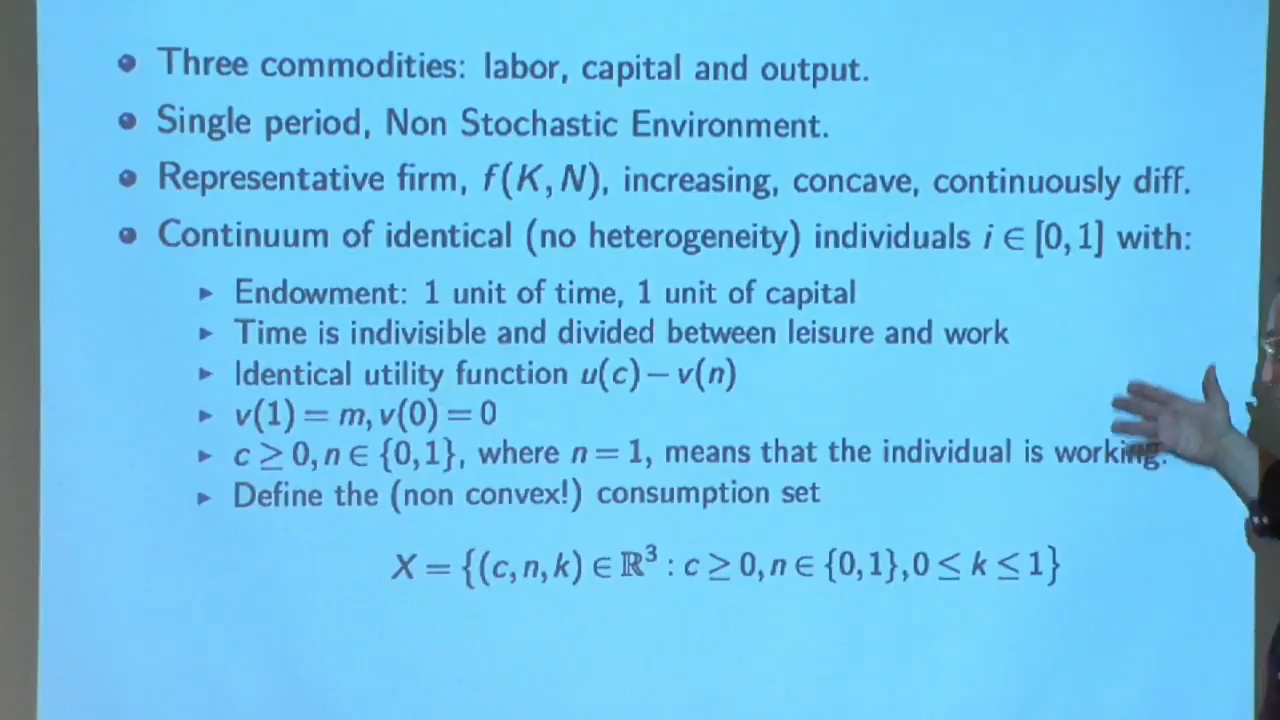 Three commodities: labor, capital and output.
Single period, Non Stochastic Environment.
Representative firm, f(K, N), increasing, concave, continuously diff.
Continuum of identical (no heterogeneity) individuals i ∈ [0, 1] with:
Endowment: 1 unit of time, 1 unit of capital
Time is indivisible and divided between leisure and work
Identical utility function u(c) − v(n)
v(1) = m, v(0) = 0
c ≥ 0, n ∈ {0, 1}, where n = 1, means that the individual is working.
Define the (non convex!) consumption set
X = {(c, n, k) ∈ ℝ³ : c ≥ 0, n ∈ {0, 1}, 0 ≤ k ≤ 1}